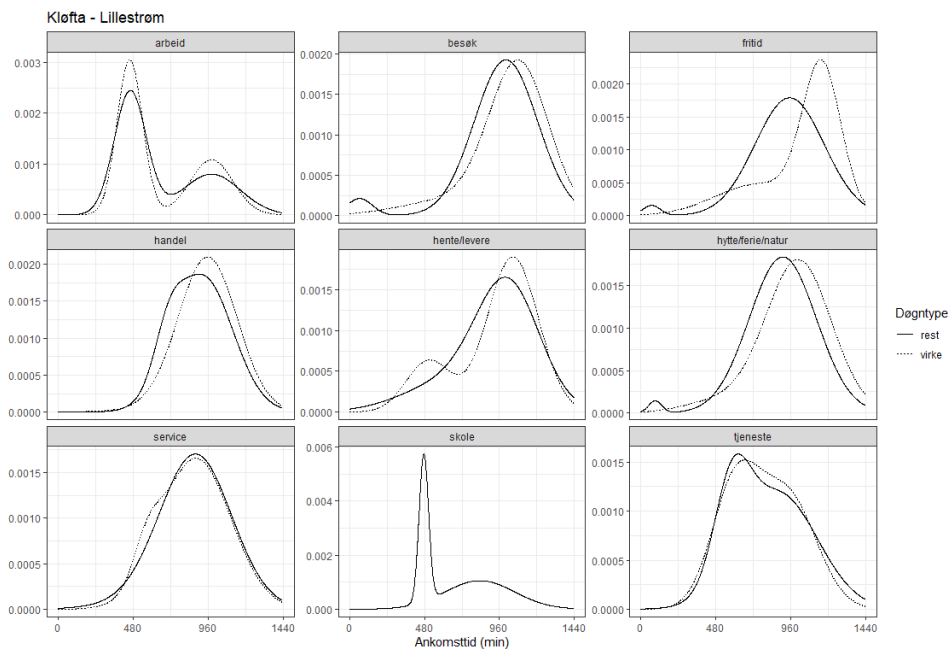 Kløfta - Lillestrøm
arbeid
besøk
fritid
0.003
0.002
0.001
0.000
0.0020
0.0015
0.0010
0.0005
0.0000
0.0020
0.0015
0.0010
0.0005
0.0000
handel
hente/levere
hytte/ferie/natur
0.0020
0.0015
0.0010
0.0005
0.0000
0.0015
0.0010
0.0005
0.0000
0.0015
0.0010
0.0005
0.0000
service
skole
tjeneste
0.0015
0.0010
0.0005
0.0000
0.006
0.004
0.002
0.000
0.0015
0.0010
0.0005
0.0000
0 480 960 1440
0 480 960 1440
0 480 960 1440
Ankomsttid (min)
Døgntype
rest
virke